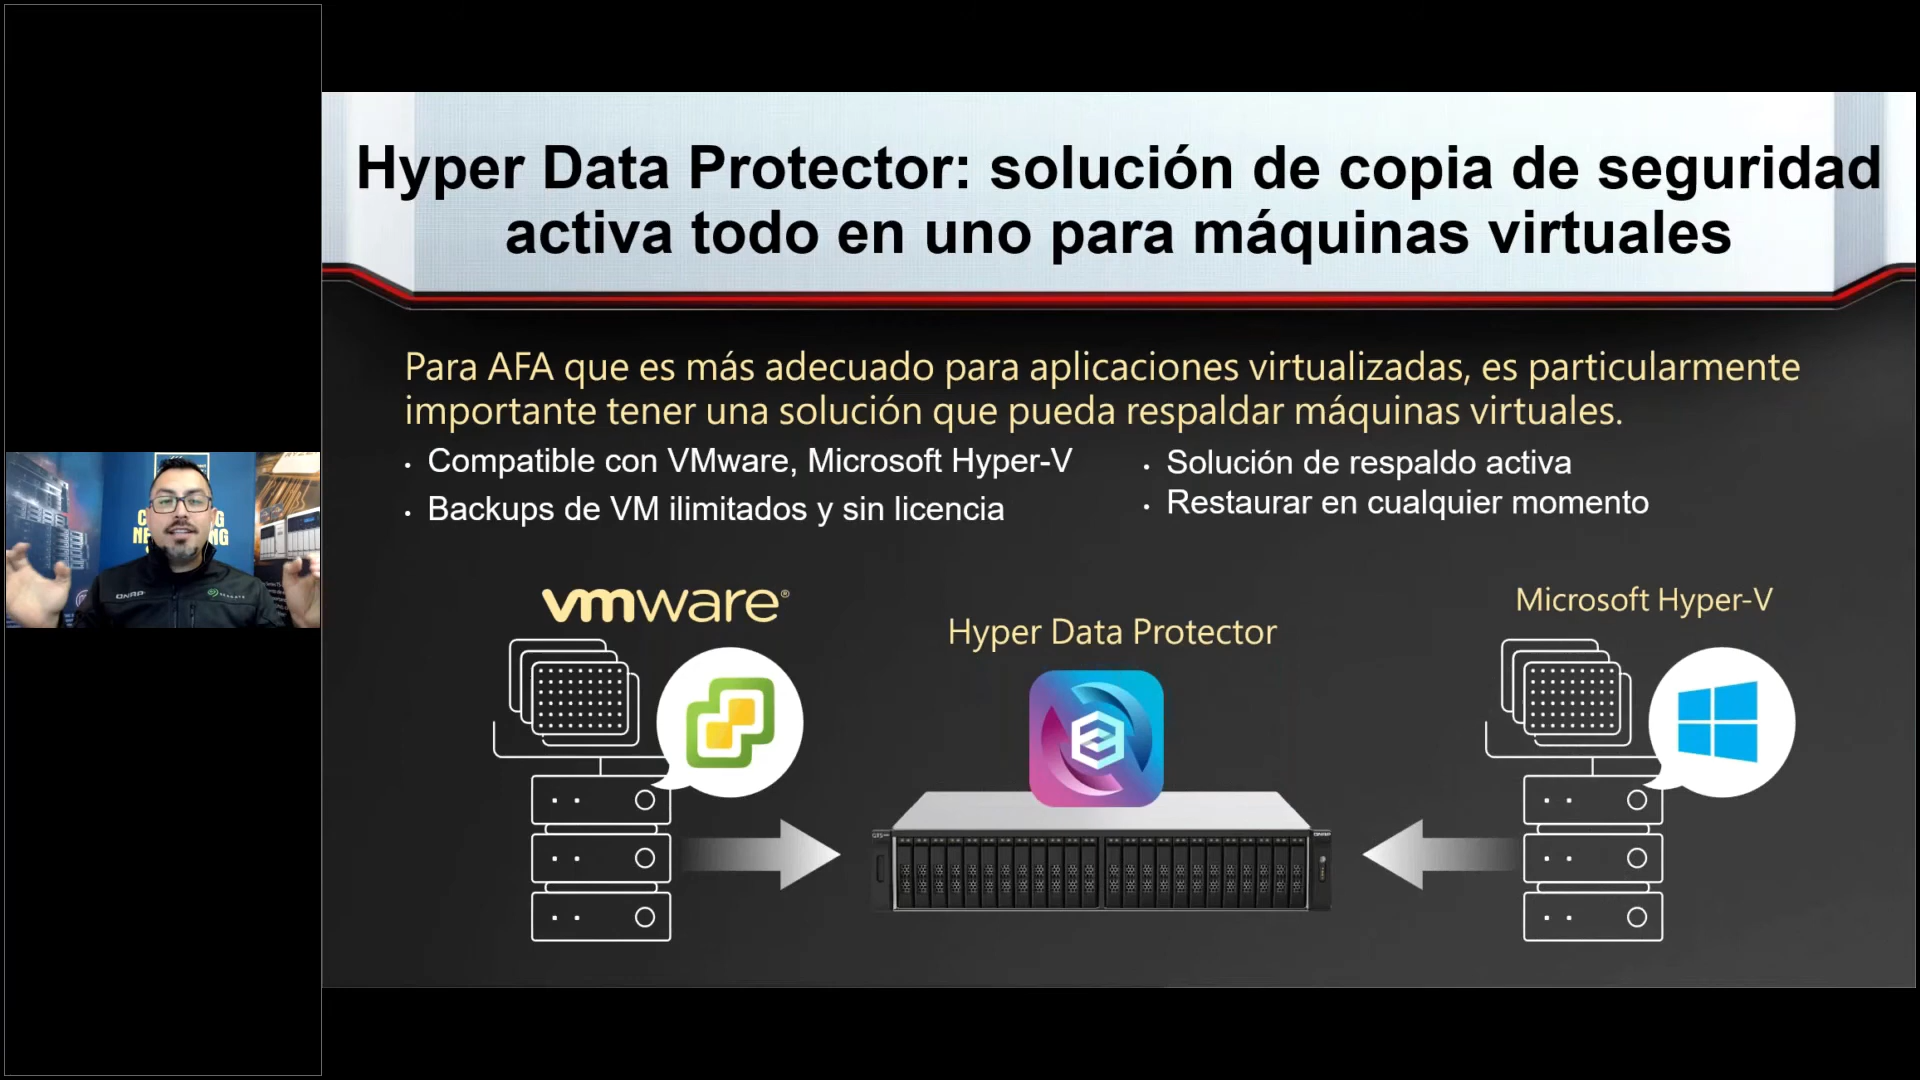 Hyper Data Protector: solución de copia de seguridad
activa todo en uno para máquinas virtuales
Para AFA que es más adecuado para aplicaciones virtualizadas, es particularmente
importante tener una solución que pueda respaldar máquinas virtuales.
• Compatible con VMware, Microsoft Hyper-V
• Backups de VM ilimitados y sin licencia
• Solución de respaldo activa
• Restaurar en cualquier momento
vmware®
Hyper Data Protector
Microsoft Hyper-V
QNAP